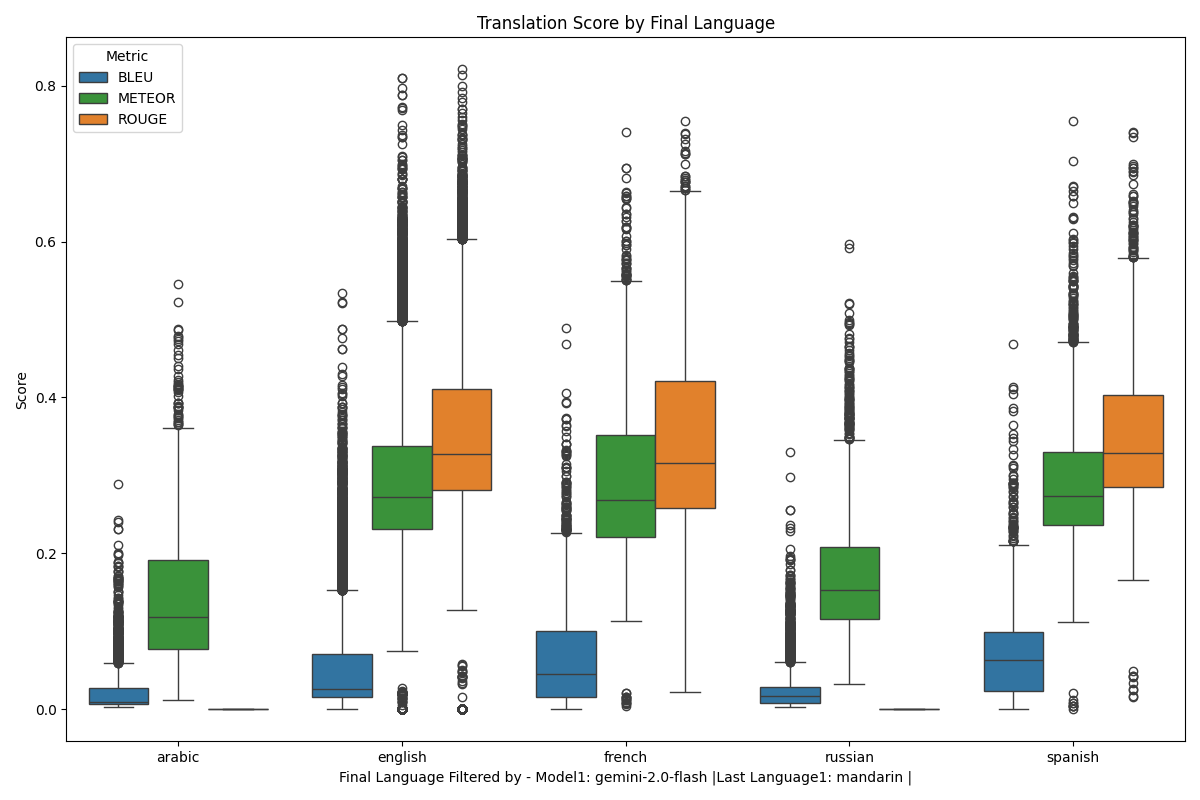 Translation Score by Final Language
Metric
BLEU
METEOR
ROUGE
Score
0.8
0.6
0.4
0.2
0.0
arabic
english
french
russian
spanish
Final Language Filtered by - Model1: gemini-2.0-flash |Last Language1: mandarin |